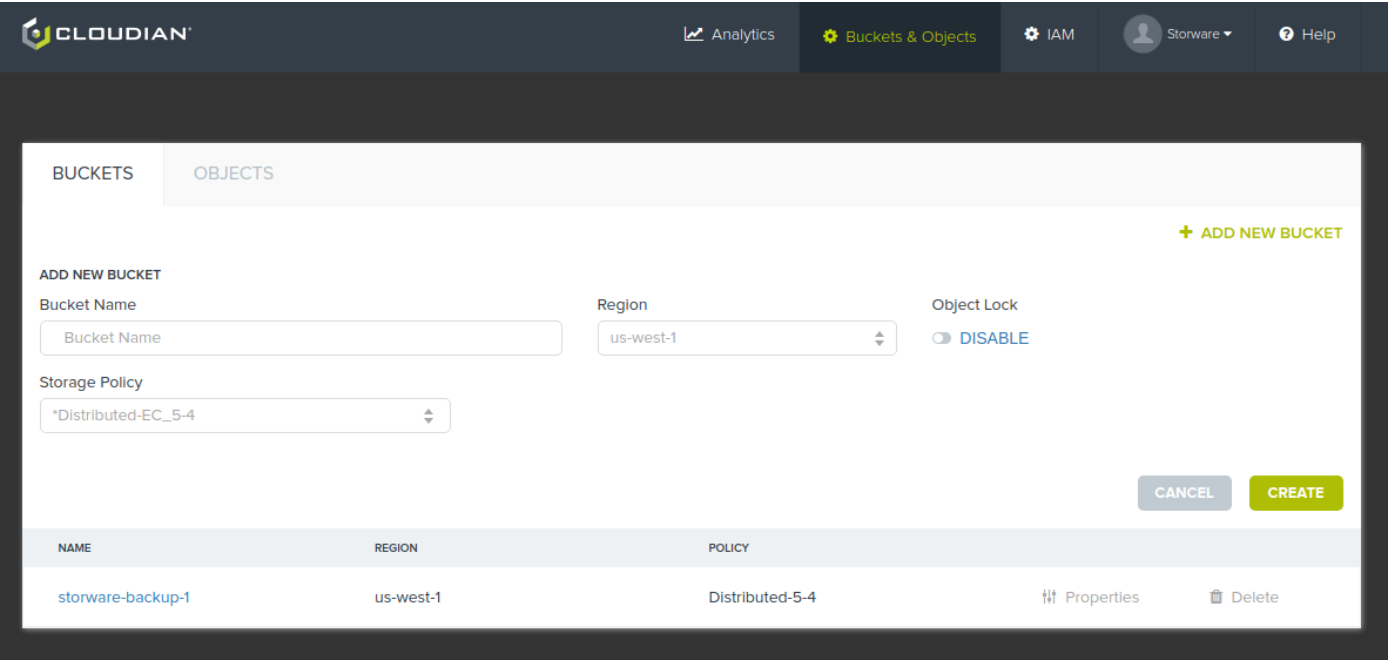 CLOUDIAN®
Analytics
Buckets & Objects
IAM
Storware
Help
BUCKETS
OBJECTS
+ ADD NEW BUCKET
ADD NEW BUCKET
Bucket Name
Region
Object Lock
Bucket Name
us-west-1
DISABLE
Storage Policy
*Distributed-EC_5-4
CANCEL
CREATE
NAME REGION POLICY
storware-backup-1 us-west-1 Distributed-5-4 Properties Delete